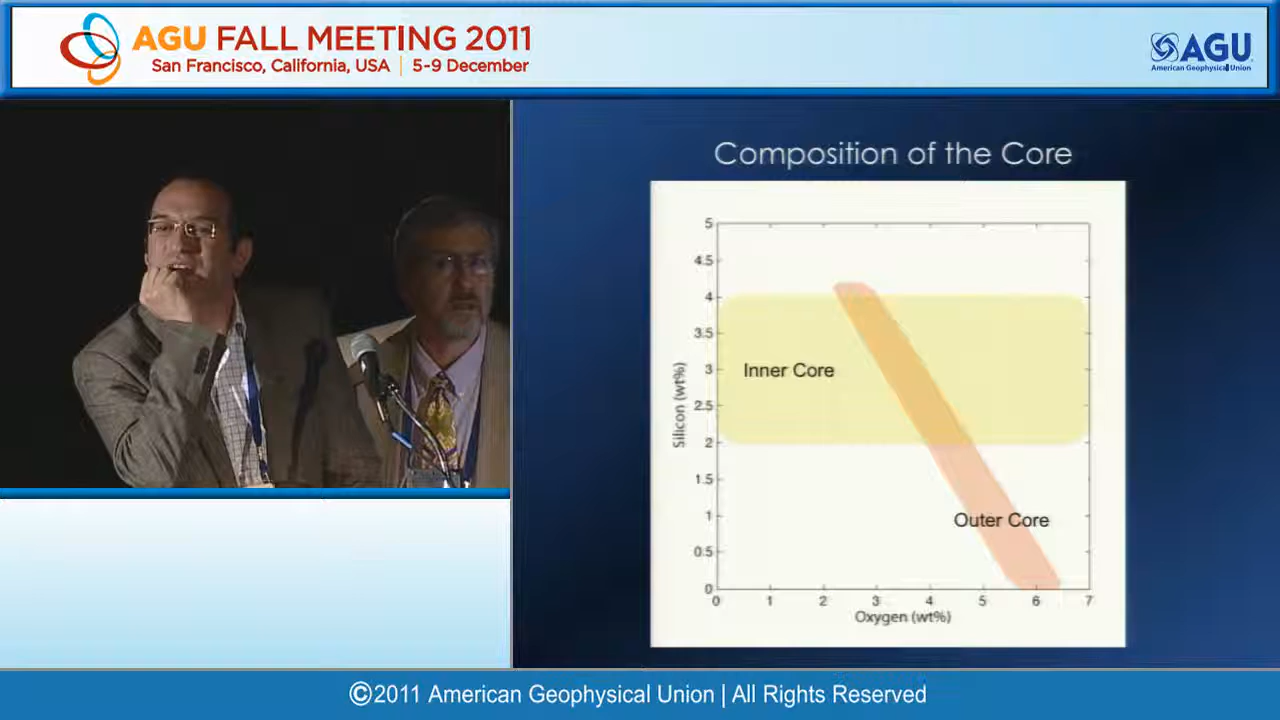 AGU FALL MEETING 2011
San Francisco, California, USA | 5-9 December
AGU
American Geophysical Union
Composition of the Core
5
4.5
4
3.5
3
2.5
2
1.5
1
0.5
0
Silicon (wt%)
Inner Core
Outer Core
0 1 2 3 4 5 6 7
Oxygen (wt%)
©2011 American Geophysical Union | All Rights Reserved